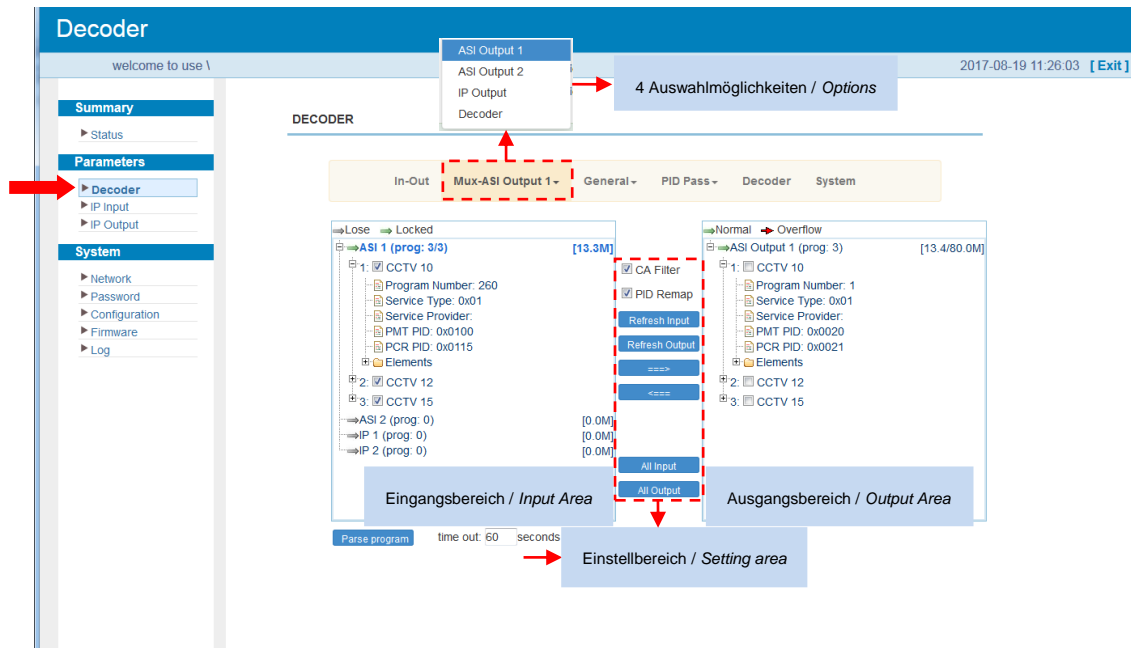 Decoder
welcome to use \
2017-08-19 11:26:03 [ Exit ]
ASI Output 1
ASI Output 2
IP Output
Decoder
4 Auswahlmöglichkeiten / Options
Summary
Status
Parameters
Decoder
IP Input
IP Output
System
Network
Password
Configuration
Firmware
Log
DECODER
In-Out Mux-ASI Output 1 General PID Pass Decoder System
Lose Locked
ASI 1 (prog: 3/3) [13.3M]
1: CCTV 10
Program Number: 260
Service Type: 0x01
Service Provider:
PMT PID: 0x0100
PCR PID: 0x0115
Elements
2: CCTV 12
3: CCTV 15
ASI 2 (prog: 0) [0.0M]
IP 1 (prog: 0) [0.0M]
IP 2 (prog: 0) [0.0M]
Eingangsbereich / Input Area
CA Filter
PID Remap
Refresh Input
Refresh Output
===>
<===
All Input
All Output
Normal Overflow
ASI Output 1 (prog: 3) [13.4/80.0M]
1: CCTV 10
Program Number: 1
Service Type: 0x01
Service Provider:
PMT PID: 0x0020
PCR PID: 0x0021
Elements
2: CCTV 12
3: CCTV 15
Ausgangsbereich / Output Area
Parse program time out: 60 seconds
Einstellbereich / Setting area